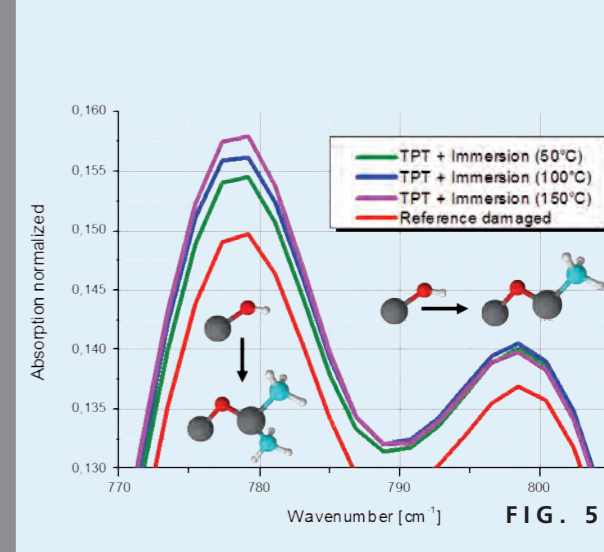 0,160
0,155
0,150
0,145
0,140
0,135
0,130
Absorption normalized
TPT + Immersion (50°C)
TPT + Immersion (100°C)
TPT + Immersion (150°C)
Reference damaged
770
780
790
800
Wavenumber [cm⁻¹]
FIG. 5